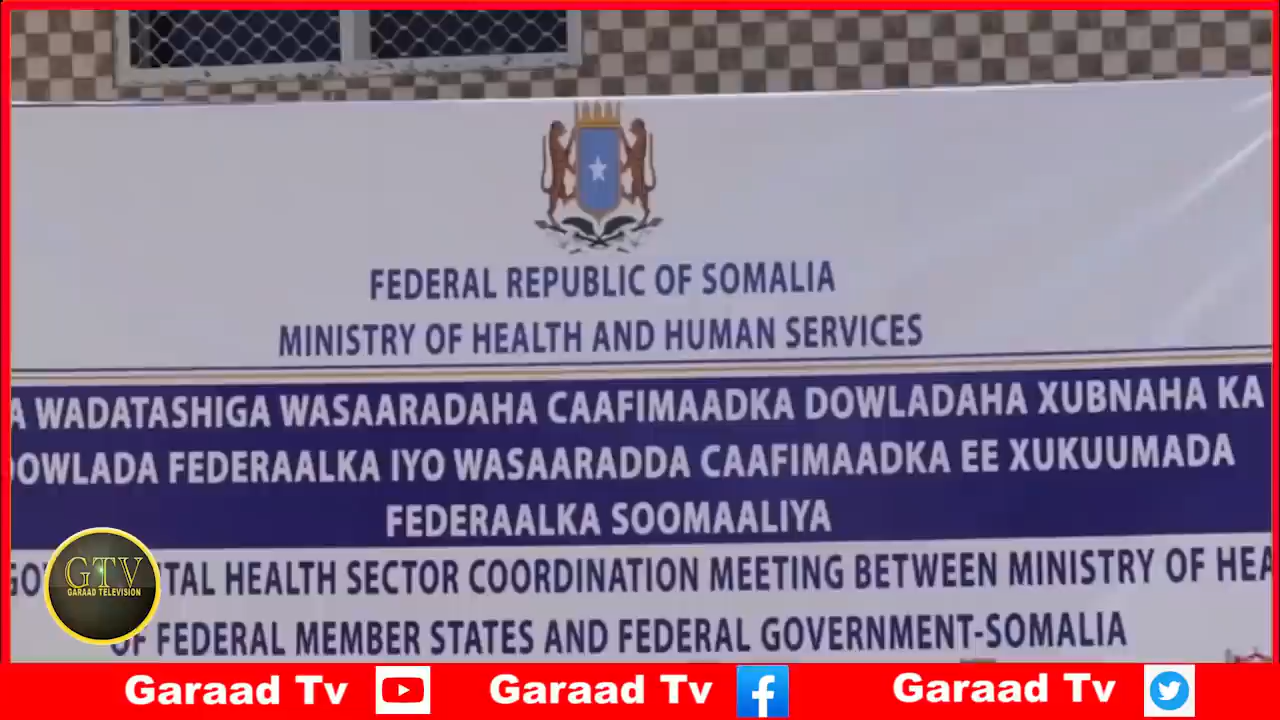 FEDERAL REPUBLIC OF SOMALIA
MINISTRY OF HEALTH AND HUMAN SERVICES
A WADATASHIGA WASAARADAHA CAAFIMAADKA DOWLADAHA XUBNAHA KA
DOWLADA FEDERAALKA IYO WASAARADDA CAAFIMAADKA EE XUKUUMADA
FEDERAALKA SOOMAALIYA
HEALTH SECTOR COORDINATION MEETING BETWEEN MINISTRY OF
OF FEDERAL MEMBER STATES AND FEDERAL GOVERNMENT-SOMALIA
GTV
GARAAD TELEVISION
Garaad Tv Garaad Tv Garaad Tv